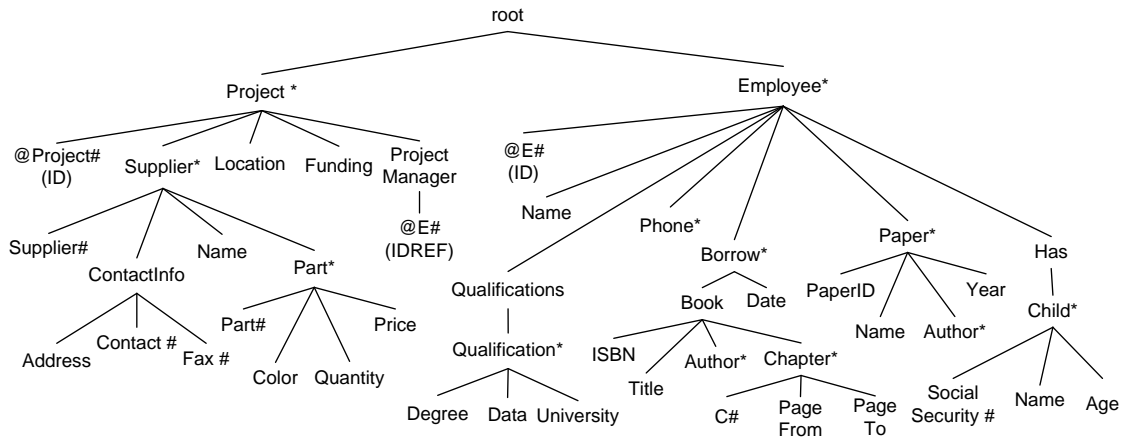 root
Project *
Employee*
@Project#
(ID)
Supplier*
Location
Funding
Project
Manager
@E#
(IDREF)
Supplier#
ContactInfo
Name
Part*
Address
Contact #
Fax #
Part#
Color
Quantity
Price
@E#
(ID)
Name
Qualifications
Phone*
Borrow*
Paper*
Has
Qualification*
Degree
Data
University
Book
Date
ISBN
Title
Author*
Chapter*
C#
Page
From
Page
To
PaperID
Name
Author*
Year
Child*
Social
Security #
Name
Age